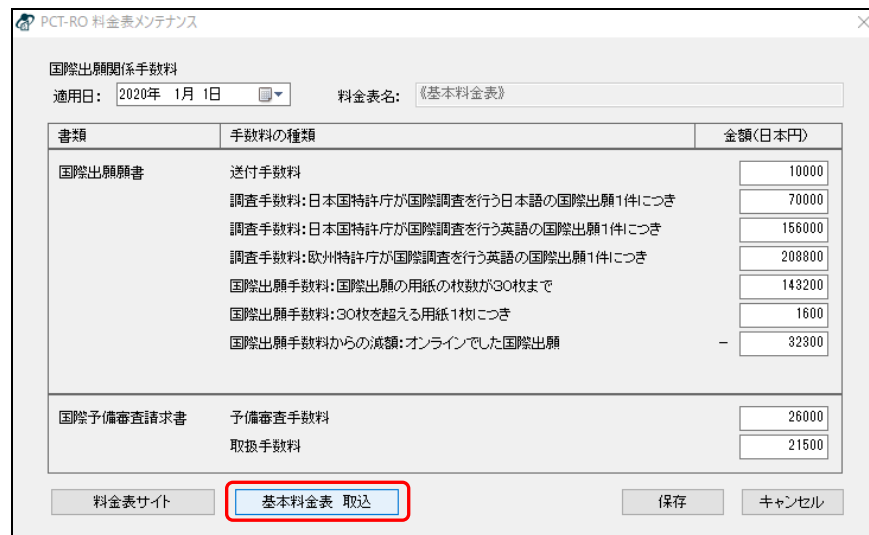 PCT-RO 料金表メンテナンス
国際出願関係手数料
適用日: 2020年 1月 1日 料金表名: 《基本料金表》
書類 手数料の種類 金額(日本円)
国際出願願書 送付手数料 10000
調査手数料:日本国特許庁が国際調査を行う日本語の国際出願1件につき 70000
調査手数料:日本国特許庁が国際調査を行う英語の国際出願1件につき 156000
調査手数料:欧州特許庁が国際調査を行う英語の国際出願1件につき 208800
国際出願手数料:国際出願の用紙の枚数が30枚まで 143200
国際出願手数料:30枚を超える用紙1枚につき 1600
国際出願手数料からの減額:オンラインでした国際出願 - 32300
国際予備審査請求書 予備審査手数料 26000
取扱手数料 21500
料金表サイト 基本料金表 取込 保存 キャンセル